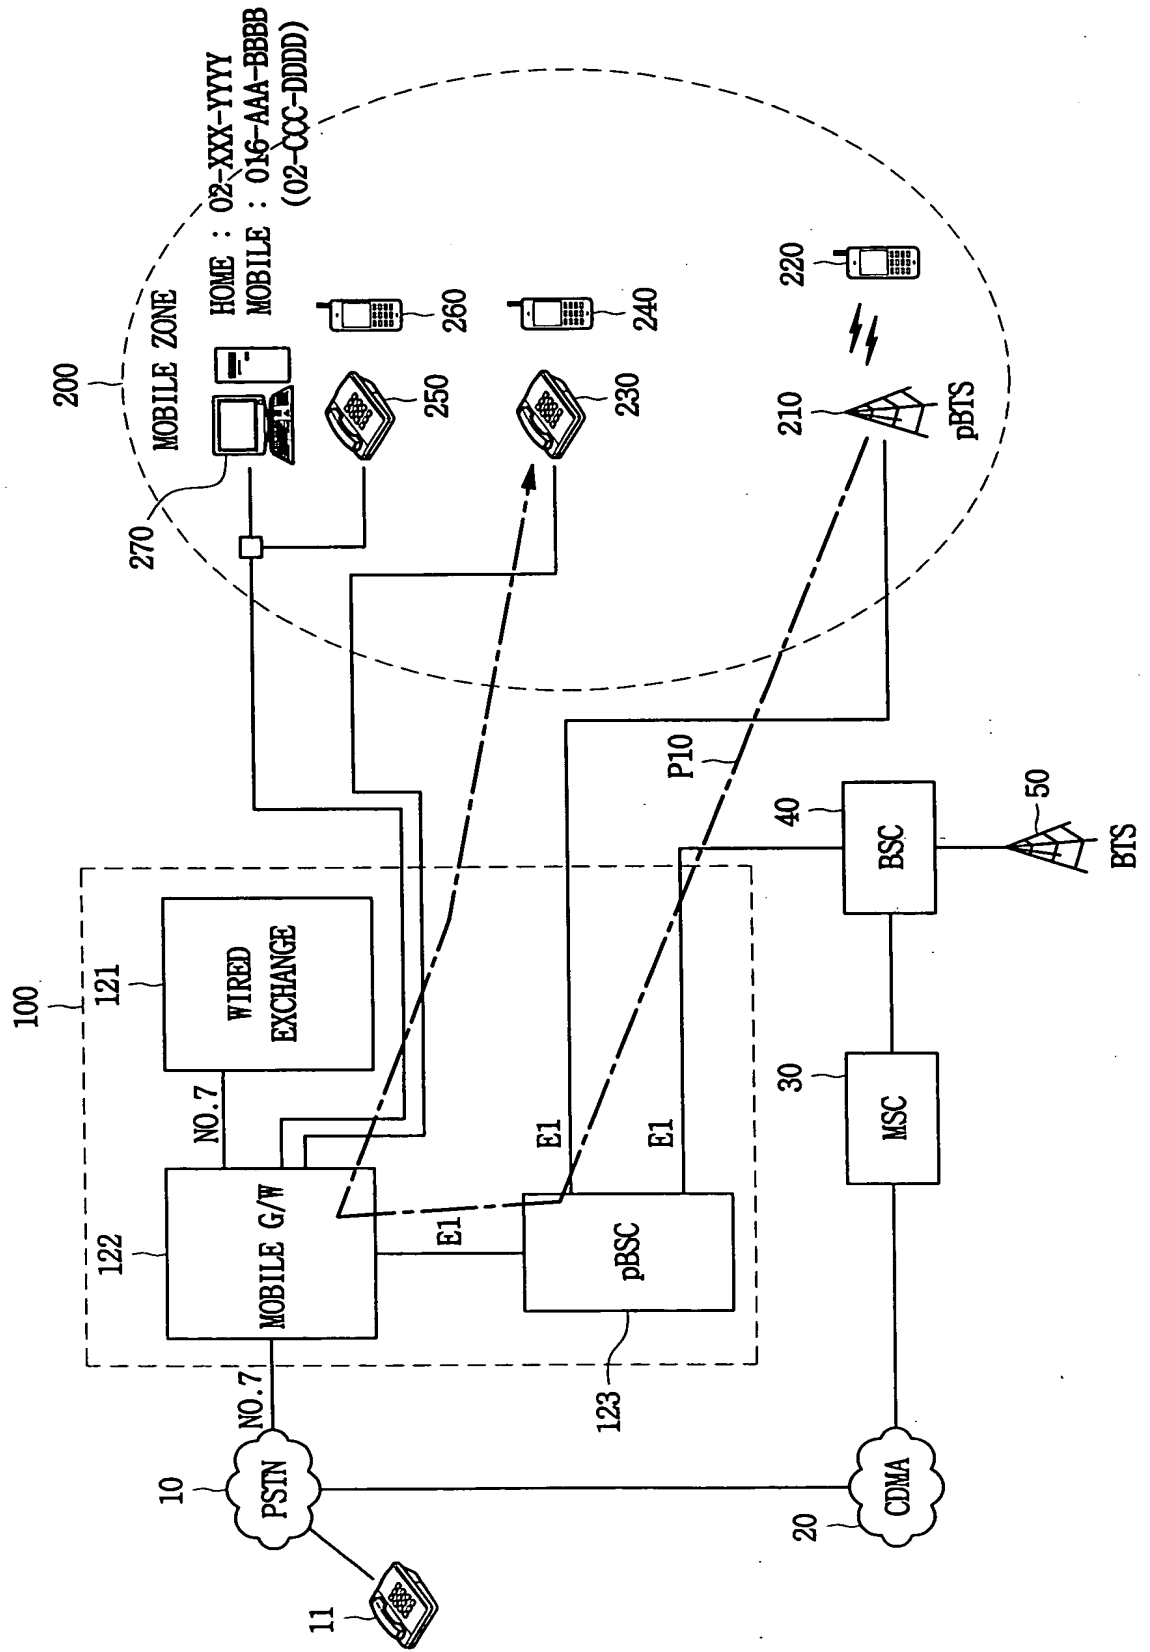 200
MOBILE ZONE
HOME : 02-XXX-YYYY
MOBILE : 016-AAA-BBBB
(02-CCC-DDDD)
270
250
260
230
240
210
220
pBTS
100
121
WIRED
EXCHANGE
NO.7
122
MOBILE G/W
E1
E1
E1
pBSC
123
P10
40
BSC
50
BTS
30
MSC
NO.7
10
PSTN
11
20
CDMA